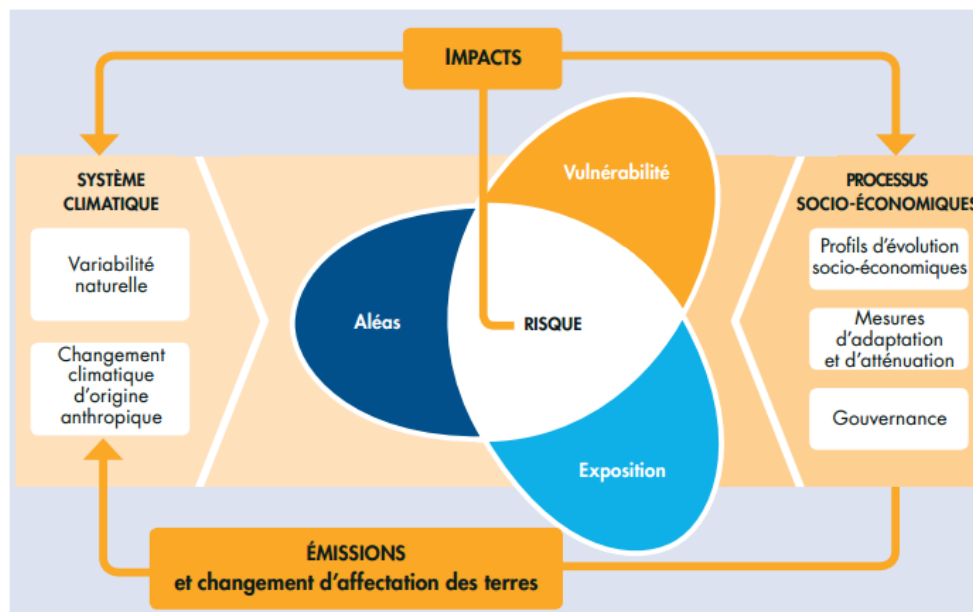 IMPACTS
SYSTÈME
CLIMATIQUE
Variabilité
naturelle
Changement
climatique
d'origine
anthropique
Vulnérabilité
Aléas
RISQUE
Exposition
PROCESSUS
SOCIO-ÉCONOMIQUES
Profils d'évolution
socio-économiques
Mesures
d'adaptation
et d'atténuation
Gouvernance
ÉMISSIONS
et changement d'affectation des terres